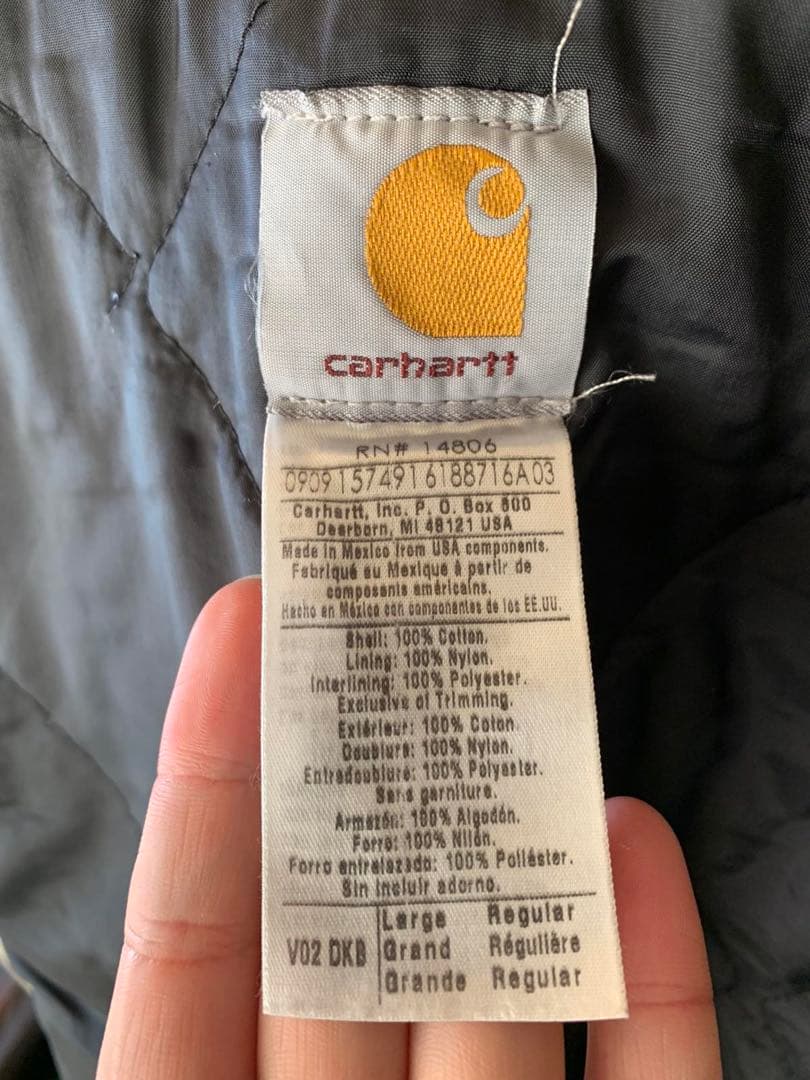 carhartt
RN# 14806
0909157491618871​6A03
Carhartt, Inc. P. O. Box 600
Dearborn, MI 48121 USA
Made in Mexico from USA components.
Fabriqué au Mexique à partir de
composants américains.
Hecho en México con componentes de los EE.UU.
Shell: 100% Cotton.
Lining: 100% Nylon.
Interlining: 100% Polyester.
Exclusive of Trimming.
Extérieur: 100% Coton.
Doublure: 100% Nylon.
Entredoublure: 100% Polyester.
Sans garniture.
Armazón: 100% Algodón.
Forro: 100% Nilón.
Forro entrelazado: 100% Poliéster.
Sin incluir adorno.
V02 DKB
Large Regular
Grand Régulière
Grande Regular